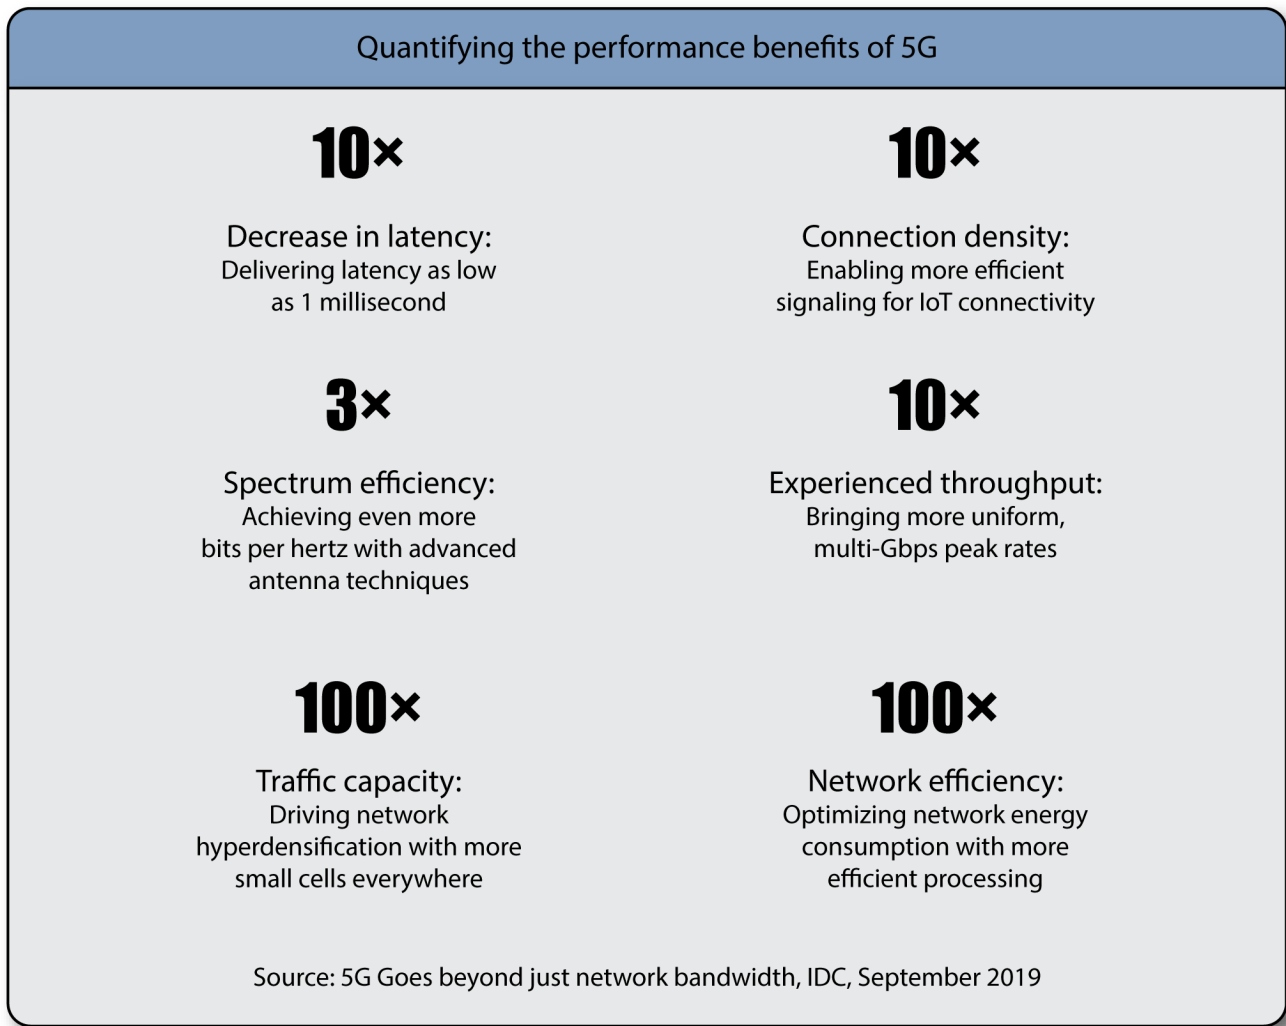 Quantifying the performance benefits of 5G
10×
Decrease in latency:
Delivering latency as low
as 1 millisecond
10×
Connection density:
Enabling more efficient
signaling for IoT connectivity
3×
Spectrum efficiency:
Achieving even more
bits per hertz with advanced
antenna techniques
10×
Experienced throughput:
Bringing more uniform,
multi-Gbps peak rates
100×
Traffic capacity:
Driving network
hyperdensification with more
small cells everywhere
100×
Network efficiency:
Optimizing network energy
consumption with more
efficient processing
Source: 5G Goes beyond just network bandwidth, IDC, September 2019